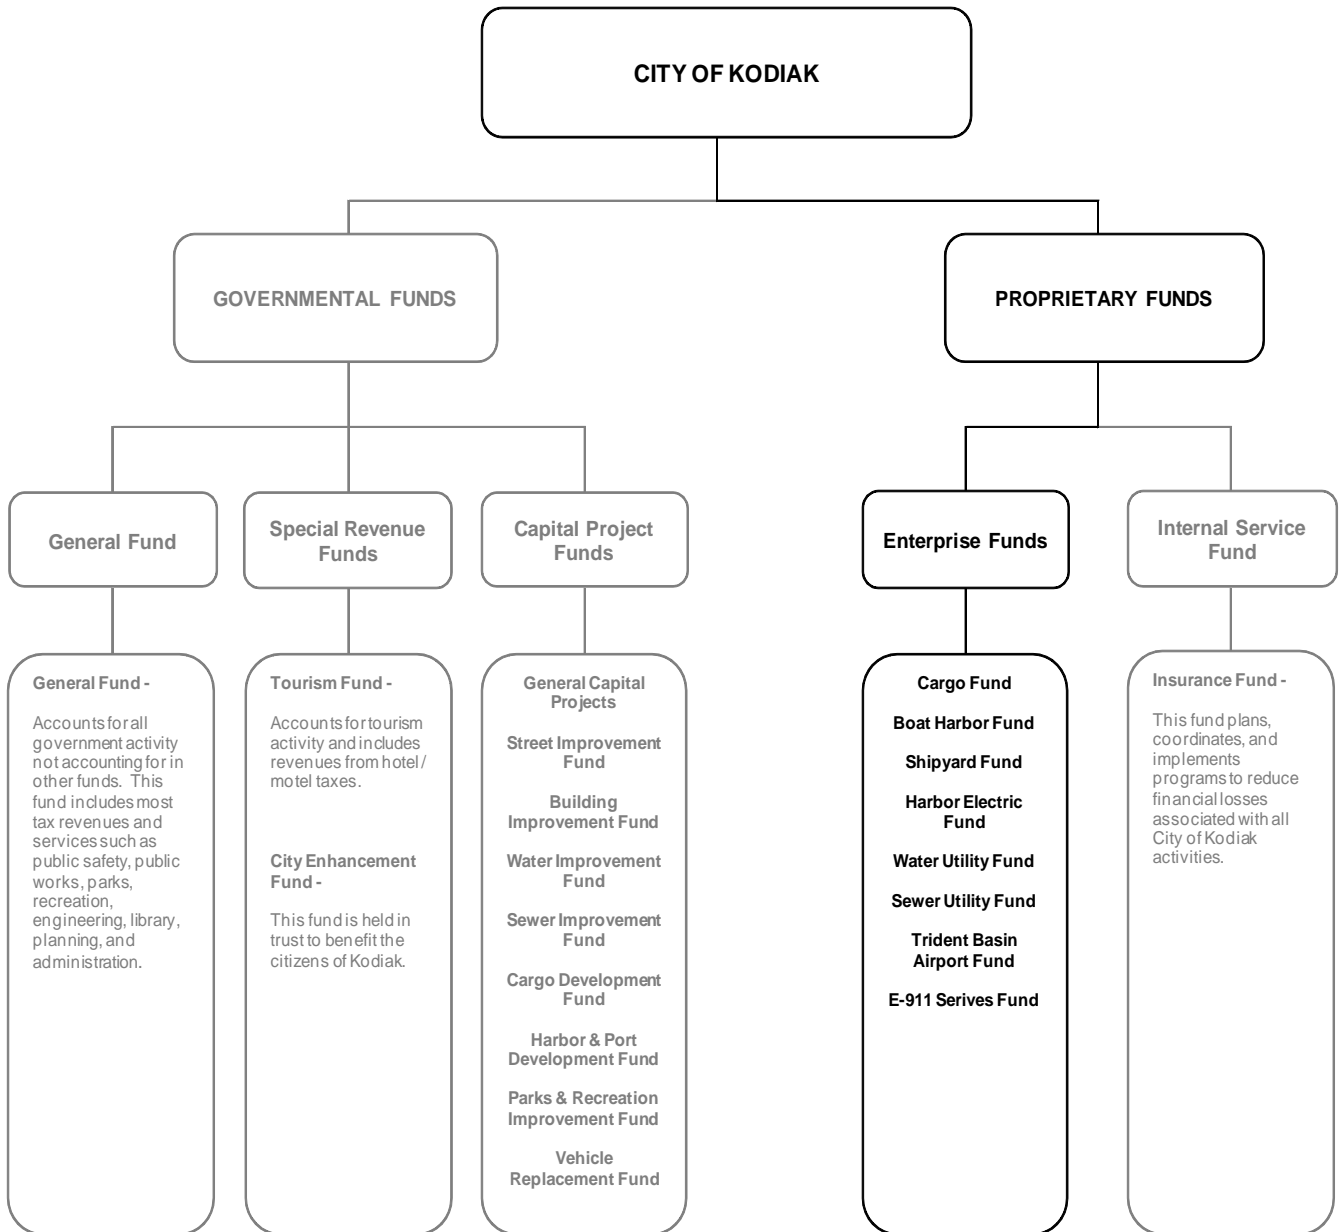 CITY OF KODIAK
GOVERNMENTAL FUNDS
PROPRIETARY FUNDS
General Fund
Special Revenue
Funds
Capital Project
Funds
Enterprise Funds
Internal Service
Fund
General Fund -
Accounts for all
government activity
not accounting for in
other funds. This
fund includes most
tax revenues and
services such as
public safety, public
works, parks,
recreation,
engineering, library,
planning, and
administration.
Tourism Fund -
Accounts for tourism
activity and includes
revenues from hotel/
motel taxes.
City Enhancement
Fund -
This fund is held in
trust to benefit the
citizens of Kodiak.
General Capital
Projects
Street Improvement
Fund
Building
Improvement Fund
Water Improvement
Fund
Sewer Improvement
Fund
Cargo Development
Fund
Harbor & Port
Development Fund
Parks & Recreation
Improvement Fund
Vehicle
Replacement Fund
Cargo Fund
Boat Harbor Fund
Shipyard Fund
Harbor Electric
Fund
Water Utility Fund
Sewer Utility Fund
Trident Basin
Airport Fund
E-911 Serives Fund
Insurance Fund -
This fund plans,
coordinates, and
implements
programs to reduce
financial losses
associated with all
City of Kodiak
activities.